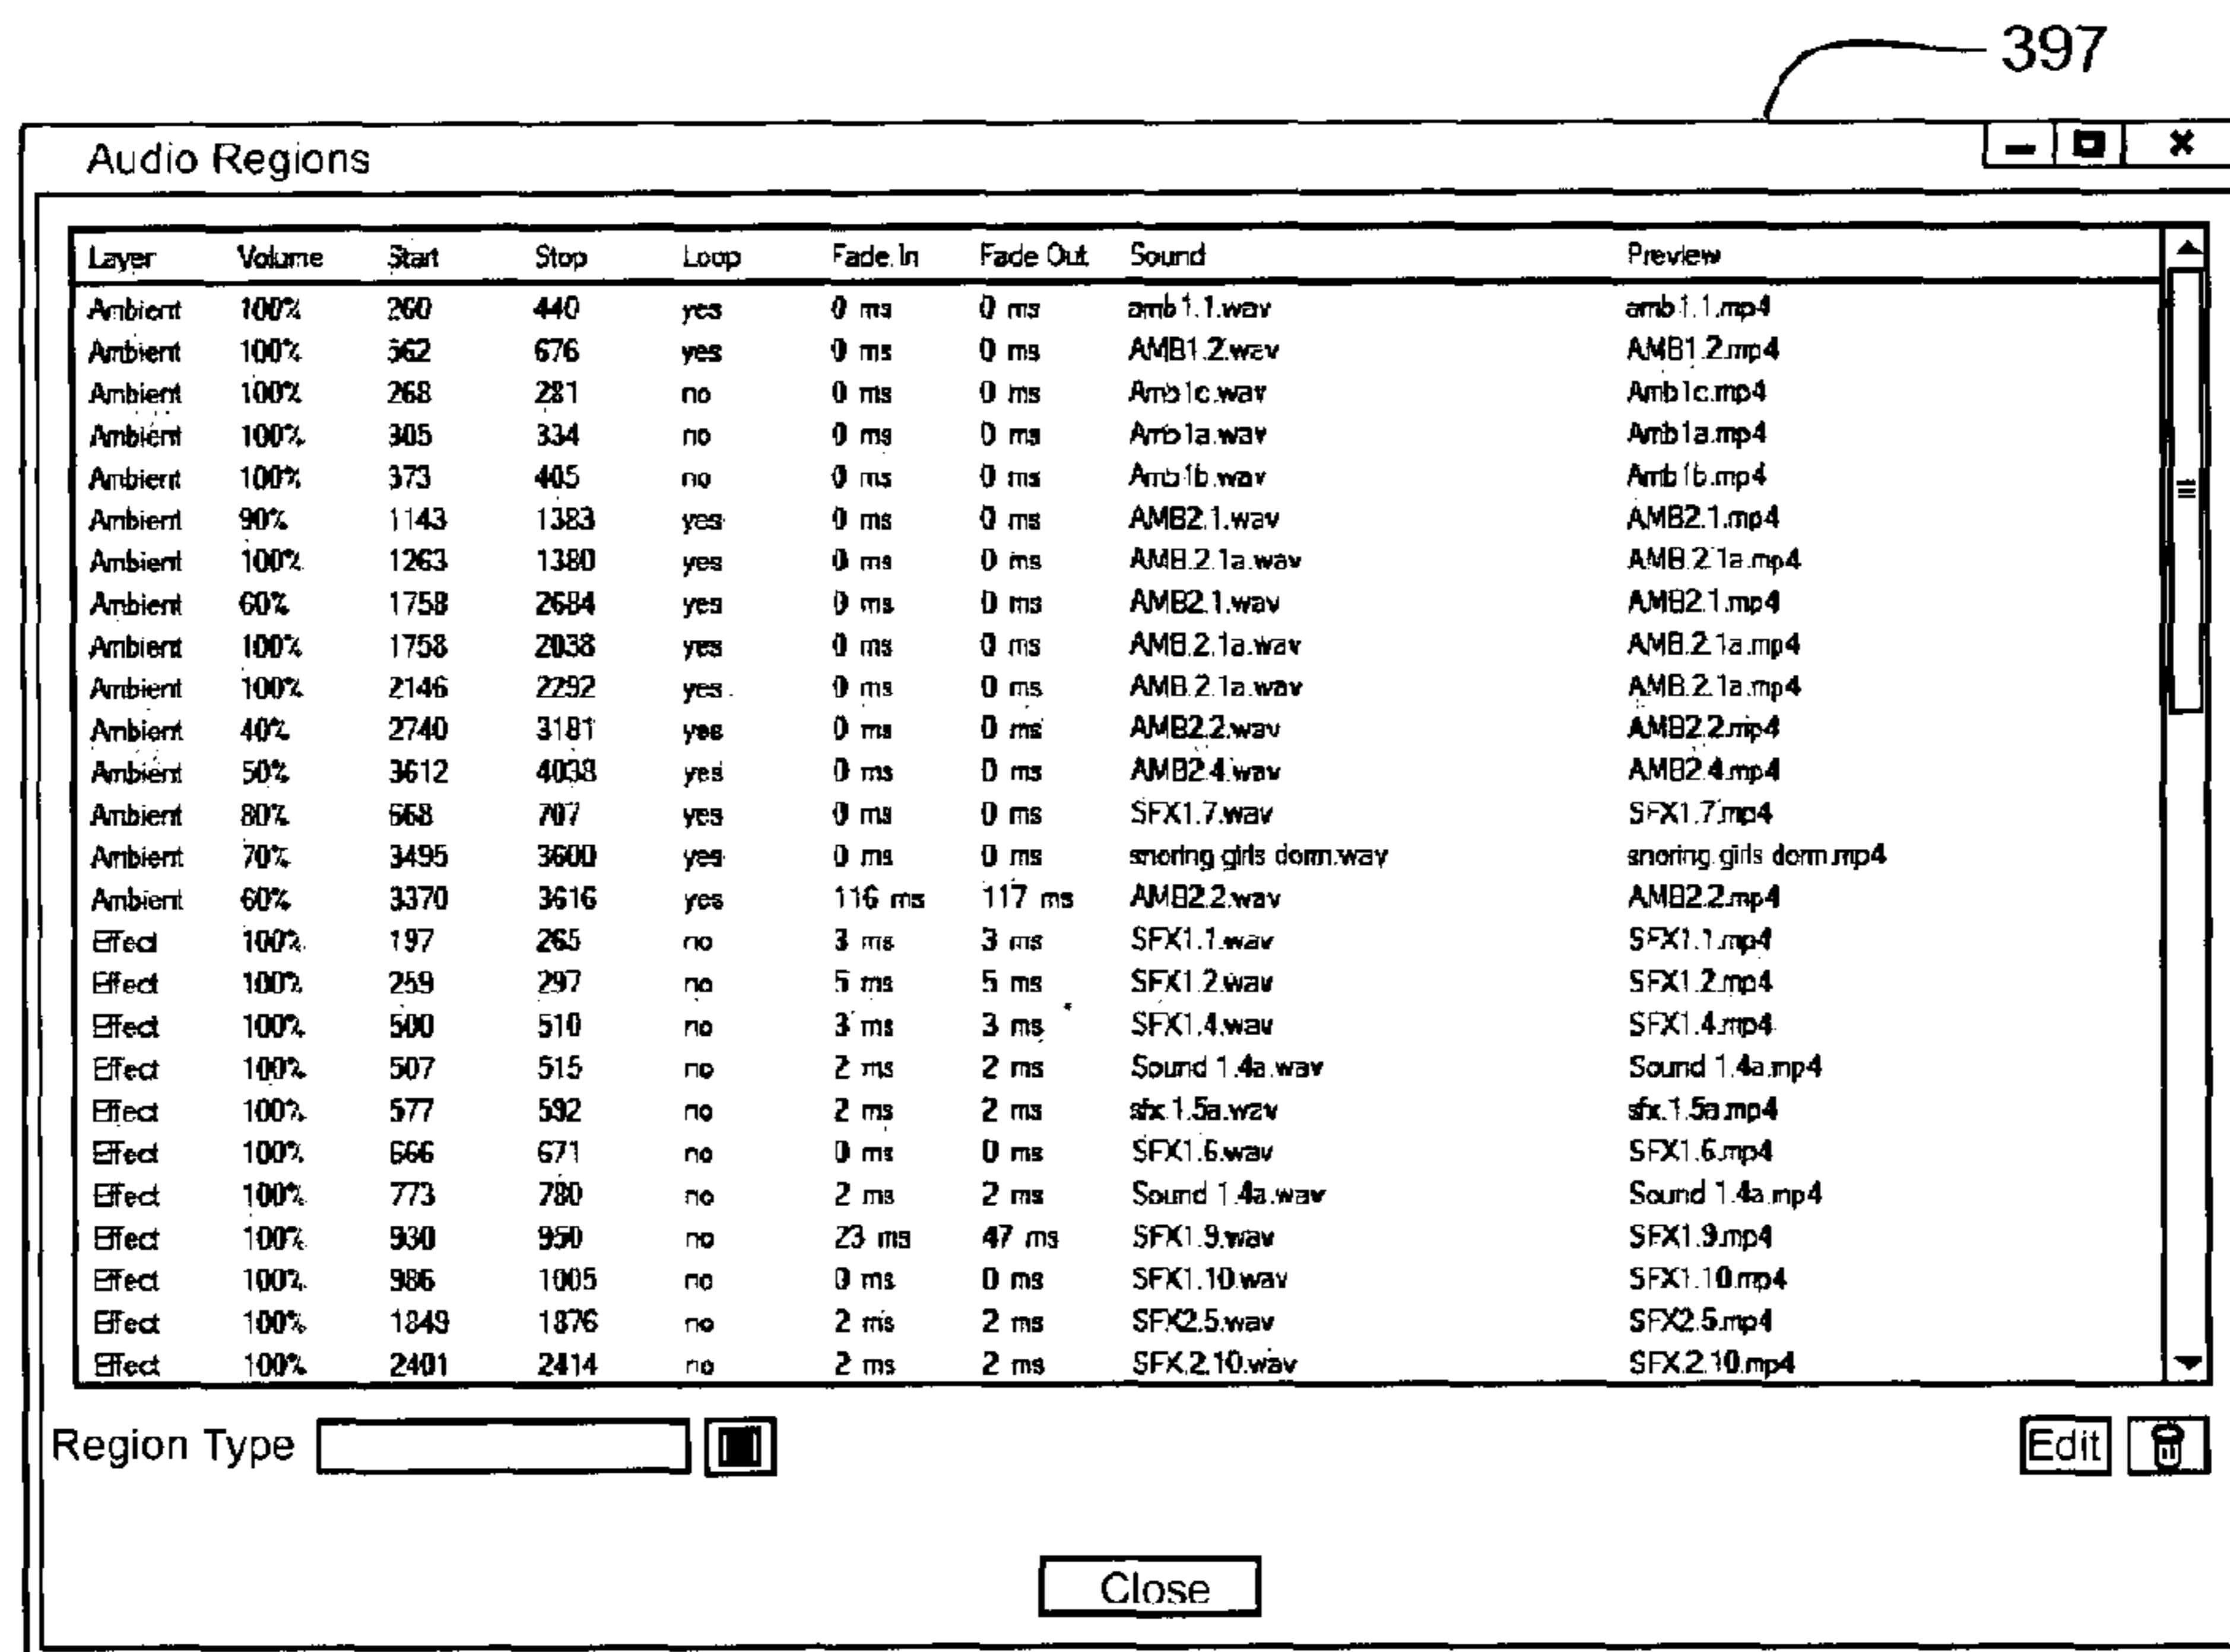 397
Audio Regions
Layer Volume Start Stop Loop Fade In Fade Out Sound Preview
Ambient 100% 260 440 yes 0 ms 0 ms amb1.1.wav amb1.1.mp4
Ambient 100% 562 676 yes 0 ms 0 ms AMB1.2.wav AMB1.2.mp4
Ambient 100% 268 281 no 0 ms 0 ms Amb1c.wav Amb1c.mp4
Ambient 100% 305 334 no 0 ms 0 ms Amb1a.wav Amb1a.mp4
Ambient 100% 373 405 no 0 ms 0 ms Amb1b.wav Amb1b.mp4
Ambient 90% 1143 1383 yes 0 ms 0 ms AMB2.1.wav AMB2.1.mp4
Ambient 100% 1263 1380 yes 0 ms 0 ms AMB.2.1a.wav AMB.2.1a.mp4
Ambient 60% 1758 2684 yes 0 ms 0 ms AMB2.1.wav AMB2.1.mp4
Ambient 100% 1758 2038 yes 0 ms 0 ms AMB.2.1a.wav AMB.2.1a.mp4
Ambient 100% 2146 2292 yes 0 ms 0 ms AMB.2.1a.wav AMB.2.1a.mp4
Ambient 40% 2740 3181 yes 0 ms 0 ms AMB2.2.wav AMB2.2.mp4
Ambient 50% 3612 4038 yes 0 ms 0 ms AMB2.4.wav AMB2.4.mp4
Ambient 80% 668 707 yes 0 ms 0 ms SFX1.7.wav SFX1.7.mp4
Ambient 70% 3495 3600 yes 0 ms 0 ms snoring girls dorm.wav snoring girls dorm.mp4
Ambient 60% 3370 3616 yes 116 ms 117 ms AMB2.2.wav AMB2.2.mp4
Effect 100% 197 265 no 3 ms 3 ms SFX1.1.wav SFX1.1.mp4
Effect 100% 259 297 no 5 ms 5 ms SFX1.2.wav SFX1.2.mp4
Effect 100% 500 510 no 3 ms 3 ms SFX1.4.wav SFX1.4.mp4
Effect 100% 507 515 no 2 ms 2 ms Sound 1.4a.wav Sound 1.4a.mp4
Effect 100% 577 592 no 2 ms 2 ms sfx.1.5a.wav sfx.1.5a.mp4
Effect 100% 666 671 no 0 ms 0 ms SFX1.6.wav SFX1.6.mp4
Effect 100% 773 780 no 2 ms 2 ms Sound 1.4a.wav Sound 1.4a.mp4
Effect 100% 930 950 no 23 ms 47 ms SFX1.9.wav SFX1.9.mp4
Effect 100% 986 1005 no 0 ms 0 ms SFX1.10.wav SFX1.10.mp4
Effect 100% 1849 1876 no 2 ms 2 ms SFX2.5.wav SFX2.5.mp4
Effect 100% 2401 2414 no 2 ms 2 ms SFX.2.10.wav SFX.2.10.mp4
Region Type Edit
Close